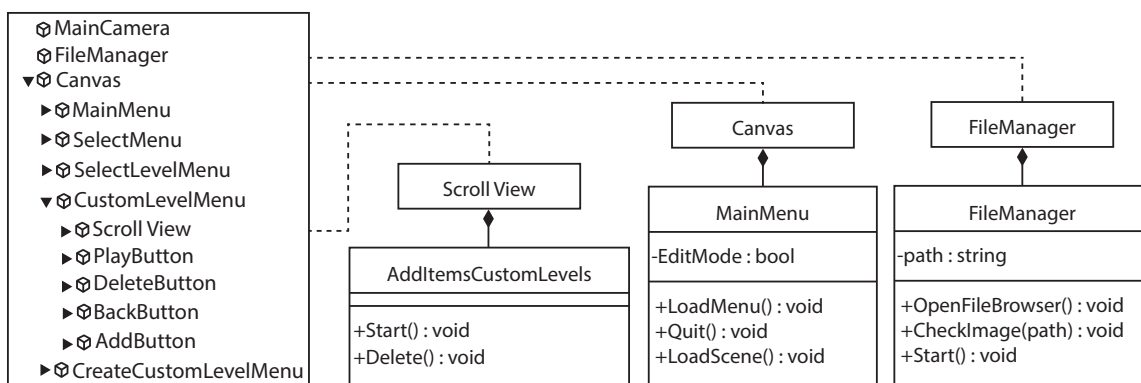 MainCamera
FileManager
Canvas
MainMenu
SelectMenu
SelectLevelMenu
CustomLevelMenu
Scroll View
PlayButton
DeleteButton
BackButton
AddButton
CreateCustomLevelMenu
Scroll View
AddItemsCustomLevels
+Start() : void
+Delete() : void
Canvas
MainMenu
-EditMode : bool
+LoadMenu() : void
+Quit() : void
+LoadScene() : void
FileManager
FileManager
-path : string
+OpenFileBrowser() : void
+CheckImage(path) : void
+Start() : void